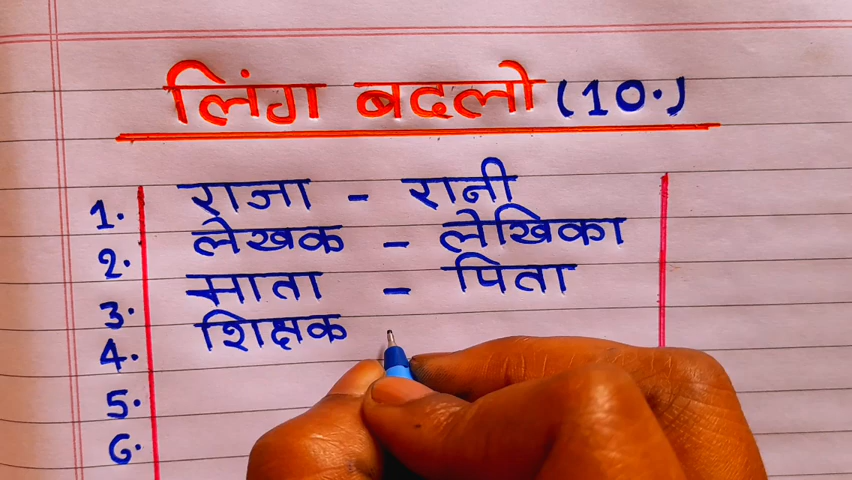 लिंग बदलो (10.)
1. राजा - रानी
2. लेखक - लेखिका
3. माता - पिता
4. शिक्षक
5.
6.